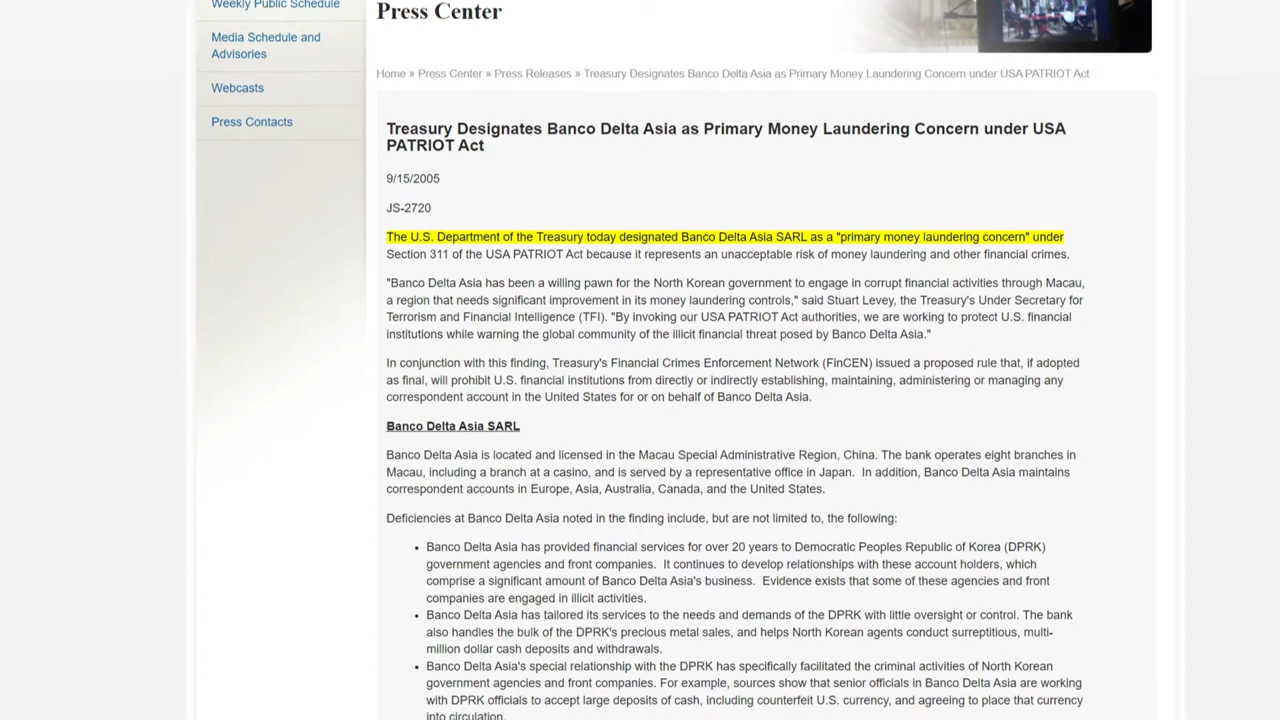 Weekly Public Schedule
Media Schedule and
Advisories
Webcasts
Press Contacts
Press Center
Home » Press Center » Press Releases » Treasury Designates Banco Delta Asia as Primary Money Laundering Concern under USA PATRIOT Act
Treasury Designates Banco Delta Asia as Primary Money Laundering Concern under USA
PATRIOT Act
9/15/2005
JS-2720
The U.S. Department of the Treasury today designated Banco Delta Asia SARL as a "primary money laundering concern" under
Section 311 of the USA PATRIOT Act because it represents an unacceptable risk of money laundering and other financial crimes.
"Banco Delta Asia has been a willing pawn for the North Korean government to engage in corrupt financial activities through Macau,
a region that needs significant improvement in its money laundering controls," said Stuart Levey, the Treasury's Under Secretary for
Terrorism and Financial Intelligence (TFI). "By invoking our USA PATRIOT Act authorities, we are working to protect U.S. financial
institutions while warning the global community of the illicit financial threat posed by Banco Delta Asia."
In conjunction with this finding, Treasury's Financial Crimes Enforcement Network (FinCEN) issued a proposed rule that, if adopted
as final, will prohibit U.S. financial institutions from directly or indirectly establishing, maintaining, administering or managing any
correspondent account in the United States for or on behalf of Banco Delta Asia.
Banco Delta Asia SARL
Banco Delta Asia is located and licensed in the Macau Special Administrative Region, China. The bank operates eight branches in
Macau, including a branch at a casino, and is served by a representative office in Japan. In addition, Banco Delta Asia maintains
correspondent accounts in Europe, Asia, Australia, Canada, and the United States.
Deficiencies at Banco Delta Asia noted in the finding include, but are not limited to, the following:
• Banco Delta Asia has provided financial services for over 20 years to Democratic Peoples Republic of Korea (DPRK)
government agencies and front companies. It continues to develop relationships with these account holders, which
comprise a significant amount of Banco Delta Asia's business. Evidence exists that some of these agencies and front
companies are engaged in illicit activities.
• Banco Delta Asia has tailored its services to the needs and demands of the DPRK with little oversight or control. The bank
also handles the bulk of the DPRK's precious metal sales, and helps North Korean agents conduct surreptitious, multi-
million dollar cash deposits and withdrawals.
• Banco Delta Asia's special relationship with the DPRK has specifically facilitated the criminal activities of North Korean
government agencies and front companies. For example, sources show that senior officials in Banco Delta Asia are working
with DPRK officials to accept large deposits of cash, including counterfeit U.S. currency, and agreeing to place that currency
into circulation.